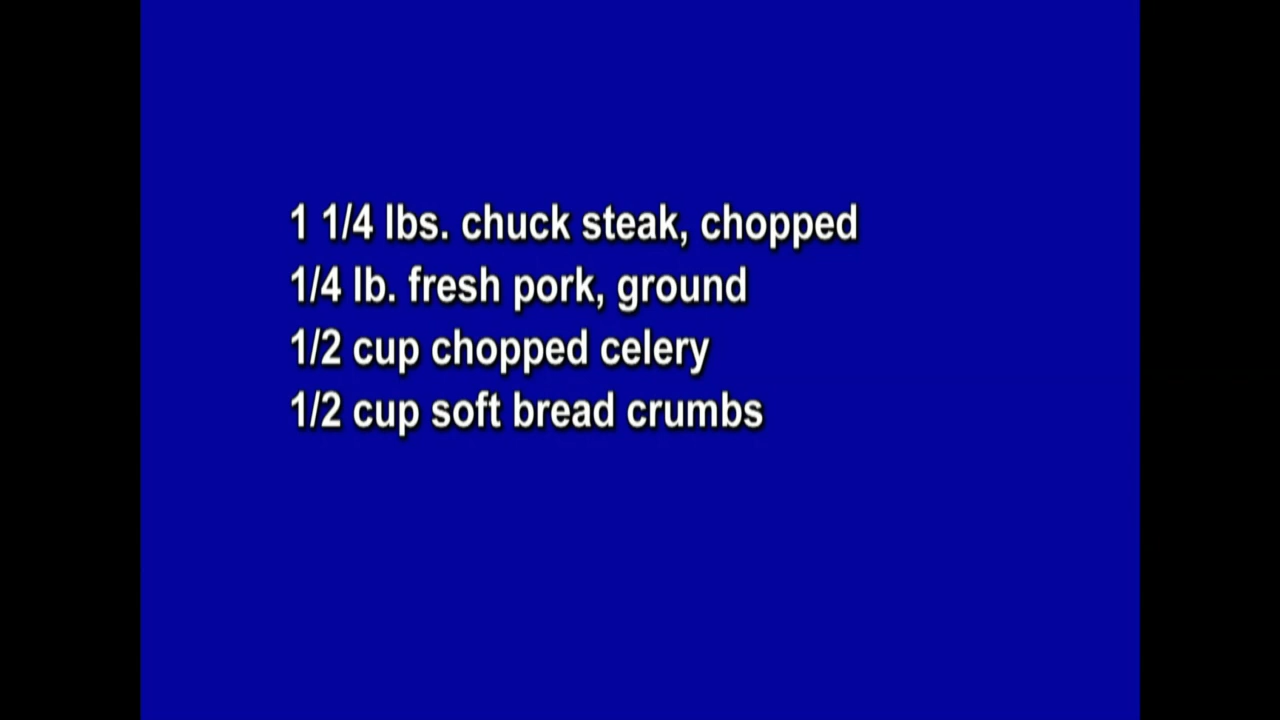 1 1/4 lbs. chuck steak, chopped
1/4 lb. fresh pork, ground
1/2 cup chopped celery
1/2 cup soft bread crumbs